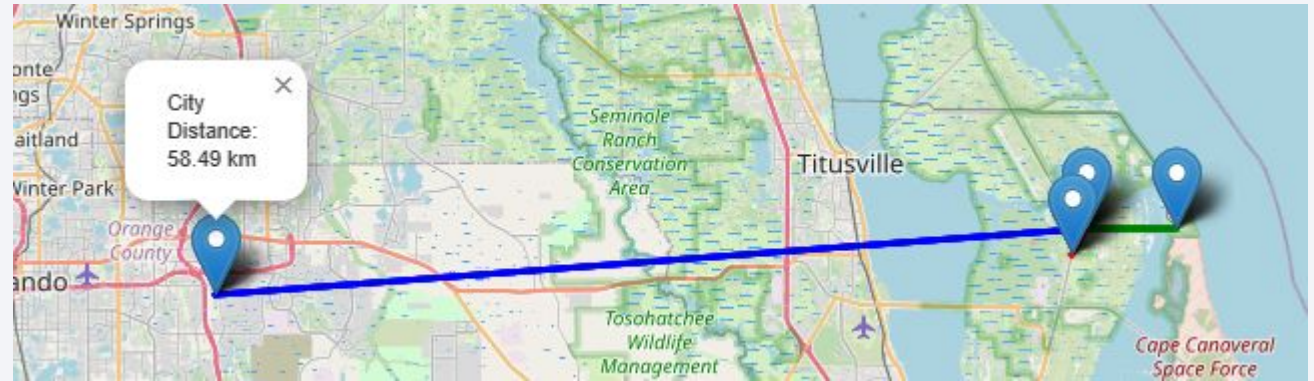 Winter Springs
onte
ngs
aitland
Winter Park
Orange
County
ando
City
Distance:
58.49 km
×
Seminole
Ranch
Conservation
Area
Titusville
Tosohatchee
Wildlife
Management
Cape Canaveral
Space Force